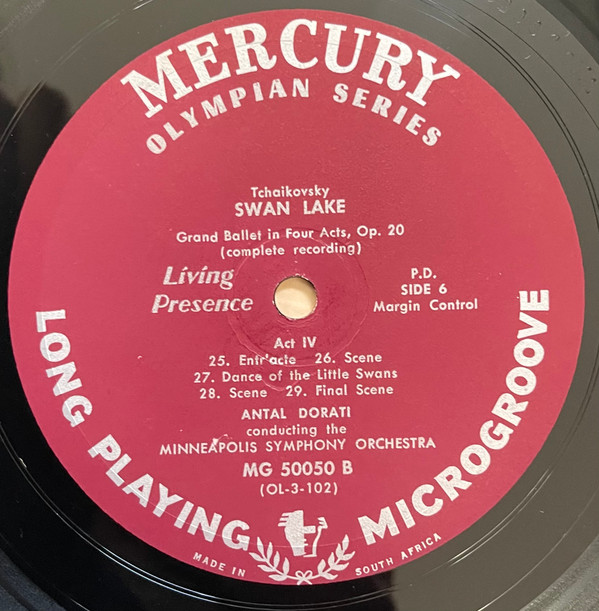 MERCURY
OLYMPIAN SERIES
Tchaikovsky
SWAN LAKE
Grand Ballet in Four Acts, Op. 20
(complete recording)
Living
Presence
P.D.
SIDE 6
Margin Control
Act IV
25. Entr'acte 26. Scene
27. Dance of the Little Swans
28. Scene 29. Final Scene
ANTAL DORATI
conducting the
MINNEAPOLIS SYMPHONY ORCHESTRA
MG 50050 B
(OL-3-102)
LONG PLAYING MICROGROOVE
MADE IN SOUTH AFRICA